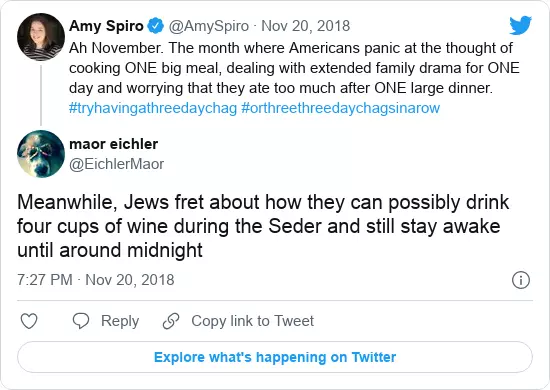 Amy Spiro @AmySpiro · Nov 20, 2018
Ah November. The month where Americans panic at the thought of
cooking ONE big meal, dealing with extended family drama for ONE
day and worrying that they ate too much after ONE large dinner.
#tryhavingathreedaychag #orthreethreedaychagsinarow
maor eichler
@EichlerMaor
Meanwhile, Jews fret about how they can possibly drink
four cups of wine during the Seder and still stay awake
until around midnight
7:27 PM · Nov 20, 2018
Reply Copy link to Tweet
Explore what's happening on Twitter